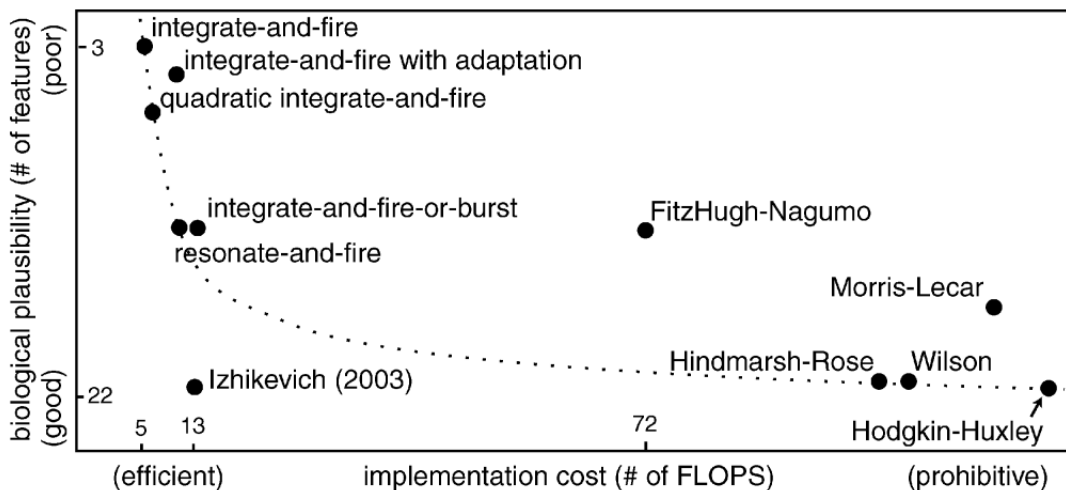 biological plausibility (# of features)
(poor)
(good)
3
22
integrate-and-fire
integrate-and-fire with adaptation
quadratic integrate-and-fire
integrate-and-fire-or-burst
resonate-and-fire
FitzHugh-Nagumo
Morris-Lecar
Hindmarsh-Rose
Wilson
Izhikevich (2003)
Hodgkin-Huxley
5
13
72
(efficient)
implementation cost (# of FLOPS)
(prohibitive)